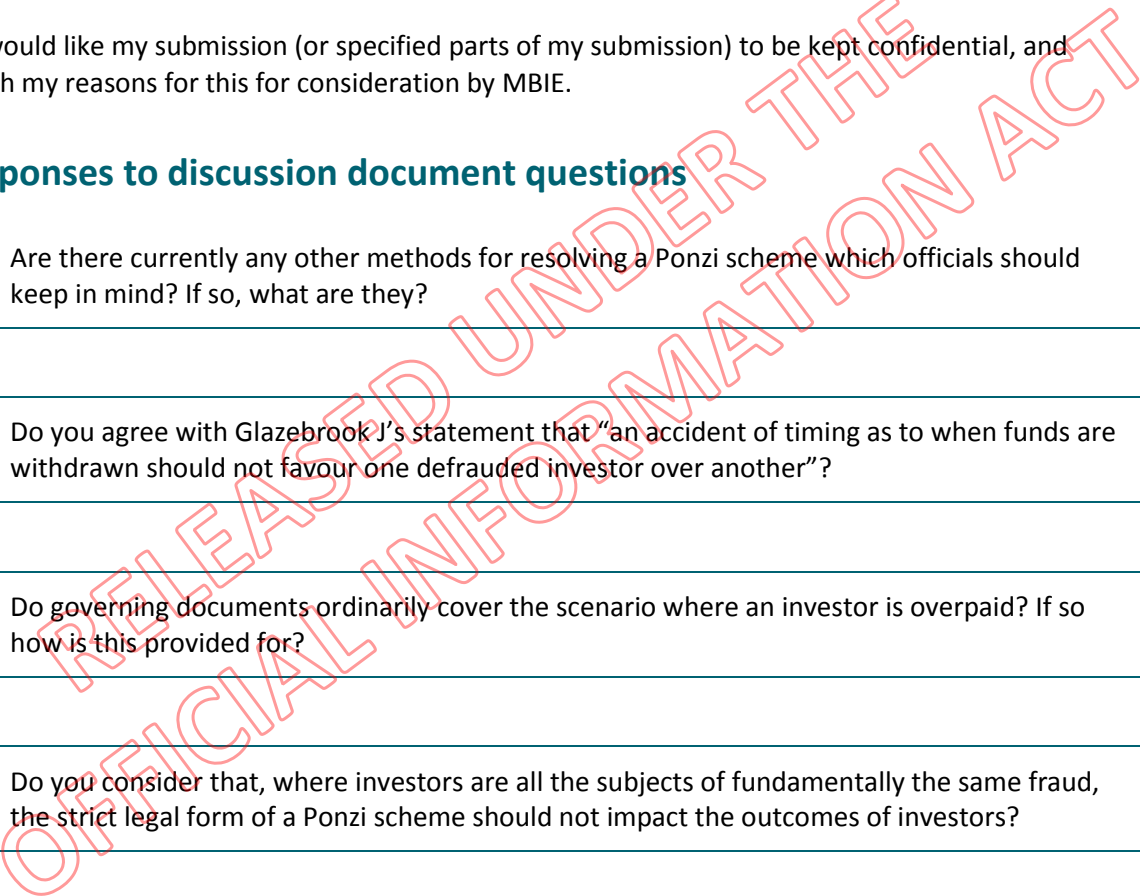 would like my submission (or specified parts of my submission) to be kept confidential, and
h my reasons for this for consideration by MBIE.
ponses to discussion document questions
Are there currently any other methods for resolving a Ponzi scheme which officials should
keep in mind? If so, what are they?
Do you agree with Glazebrook J's statement that "an accident of timing as to when funds are
withdrawn should not favour one defrauded investor over another"?
Do governing documents ordinarily cover the scenario where an investor is overpaid? If so
how is this provided for?
Do you consider that, where investors are all the subjects of fundamentally the same fraud,
the strict legal form of a Ponzi scheme should not impact the outcomes of investors?
RELEASED UNDER THE
OFFICIAL INFORMATION ACT